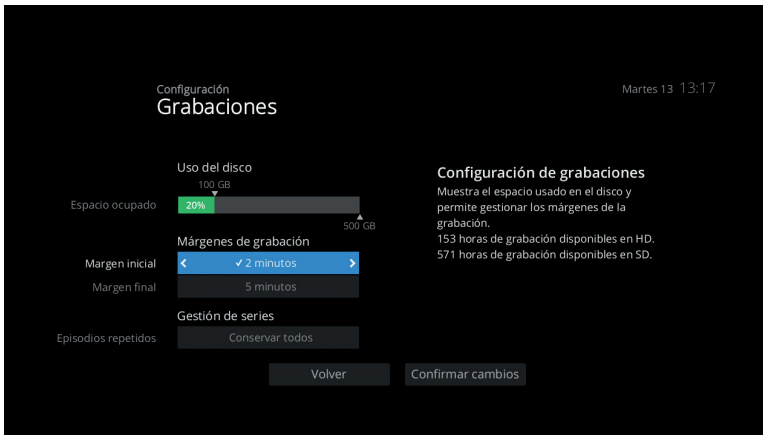 Configuración
Grabaciones
Martes 13 13:17
Uso del disco
100 GB
Espacio ocupado
20%
500 GB
Márgenes de grabación
Margen inicial
✓ 2 minutos
Margen final
5 minutos
Gestión de series
Episodios repetidos
Conservar todos
Configuración de grabaciones
Muestra el espacio usado en el disco y
permite gestionar los márgenes de la
grabación.
153 horas de grabación disponibles en HD.
571 horas de grabación disponibles en SD.
Volver
Confirmar cambios